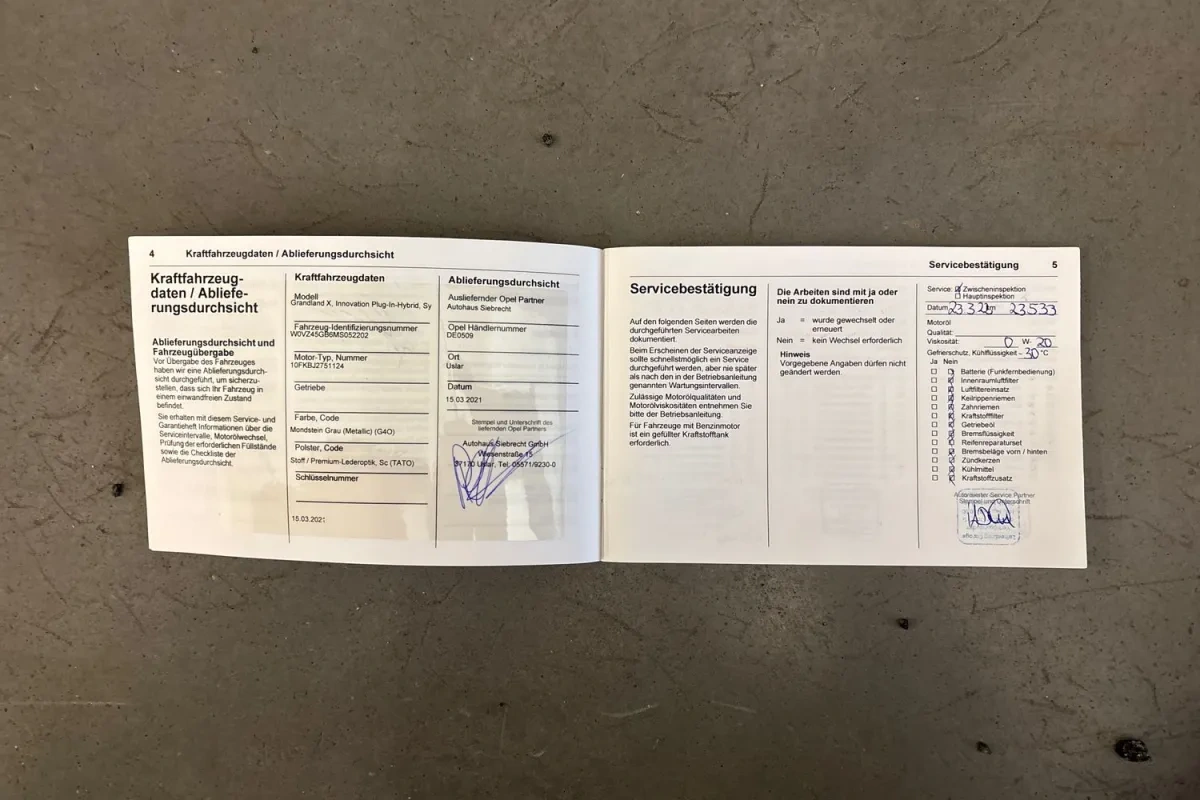 4 Kraftfahrzeugdaten / Ablieferungsdurchsicht
Kraftfahrzeug-
daten / Abliefe-
rungsdurchsicht
Ablieferungsdurchsicht und
Fahrzeugübergabe
Vor Übergabe des Fahrzeuges
haben wir eine Ablieferungsdurch-
sicht durchgeführt, um sicherzu-
stellen, dass sich Ihr Fahrzeug in
einem einwandfreien Zustand
befindet.
Sie erhalten mit diesem Service- und
Garantieheft Informationen über die
Serviceintervalle, Motorölwechsel,
Prüfung der erforderlichen Füllstände
sowie die Checkliste der
Ablieferungsdurchsicht.
Kraftfahrzeugdaten
Modell
Grandland X, Innovation Plug-In-Hybrid, Sy
Fahrzeug-Identifizierungsnummer
W0VZ45GB6MS052202
Motor-Typ, Nummer
10FKBJ2751124
Getriebe
Farbe, Code
Mondstein Grau (Metallic) (G4O)
Polster, Code
Stoff / Premium-Lederoptik, Sc (TATO)
Schlüsselnummer
15.03.2021
Ablieferungsdurchsicht
Ausliefernder Opel Partner
Autohaus Siebrecht
Opel Händlernummer
DE0509
Ort
Uslar
Datum
15.03.2021
Stempel und Unterschrift des
liefernden Opel Partners
Autohaus Siebrecht GmbH
Wiesenstraße 15
37170 Uslar, Tel. 05571/9230-0
Servicebestätigung 5
Servicebestätigung
Auf den folgenden Seiten werden die
durchgeführten Servicearbeiten
dokumentiert.
Beim Erscheinen der Serviceanzeige
sollte schnellstmöglich ein Service
durchgeführt werden, aber nie später
als nach den in der Betriebsanleitung
genannten Wartungsintervallen.
Zulässige Motorölqualitäten und
Motorölviskositäten entnehmen Sie
bitte der Betriebsanleitung.
Für Fahrzeuge mit Benzinmotor
ist ein gefüllter Kraftstofftank
erforderlich.
Die Arbeiten sind mit ja oder
nein zu dokumentieren
Ja = wurde gewechselt oder
erneuert
Nein = kein Wechsel erforderlich
Hinweis
Vorgegebene Angaben dürfen nicht
geändert werden.
Service: Zwischeninspektion
Hauptinspektion
Datum 23.3.22 km 23533
Motoröl
Qualität:
Viskosität: 0 W- 20
Gefrierschutz, Kühlflüssigkeit - 30 °C
Ja Nein
Batterie (Funkfernbedienung)
Innenraumluftfilter
Luftfiltereinsatz
Keilrippenriemen
Zahnriemen
Kraftstofffilter
Getriebeöl
Bremsflüssigkeit
Reifenreparaturset
Bremsbeläge vorn / hinten
Zündkerzen
Kühlmittel
Kraftstoffzusatz
Autorisierter Service Partner
Stempel und Unterschrift